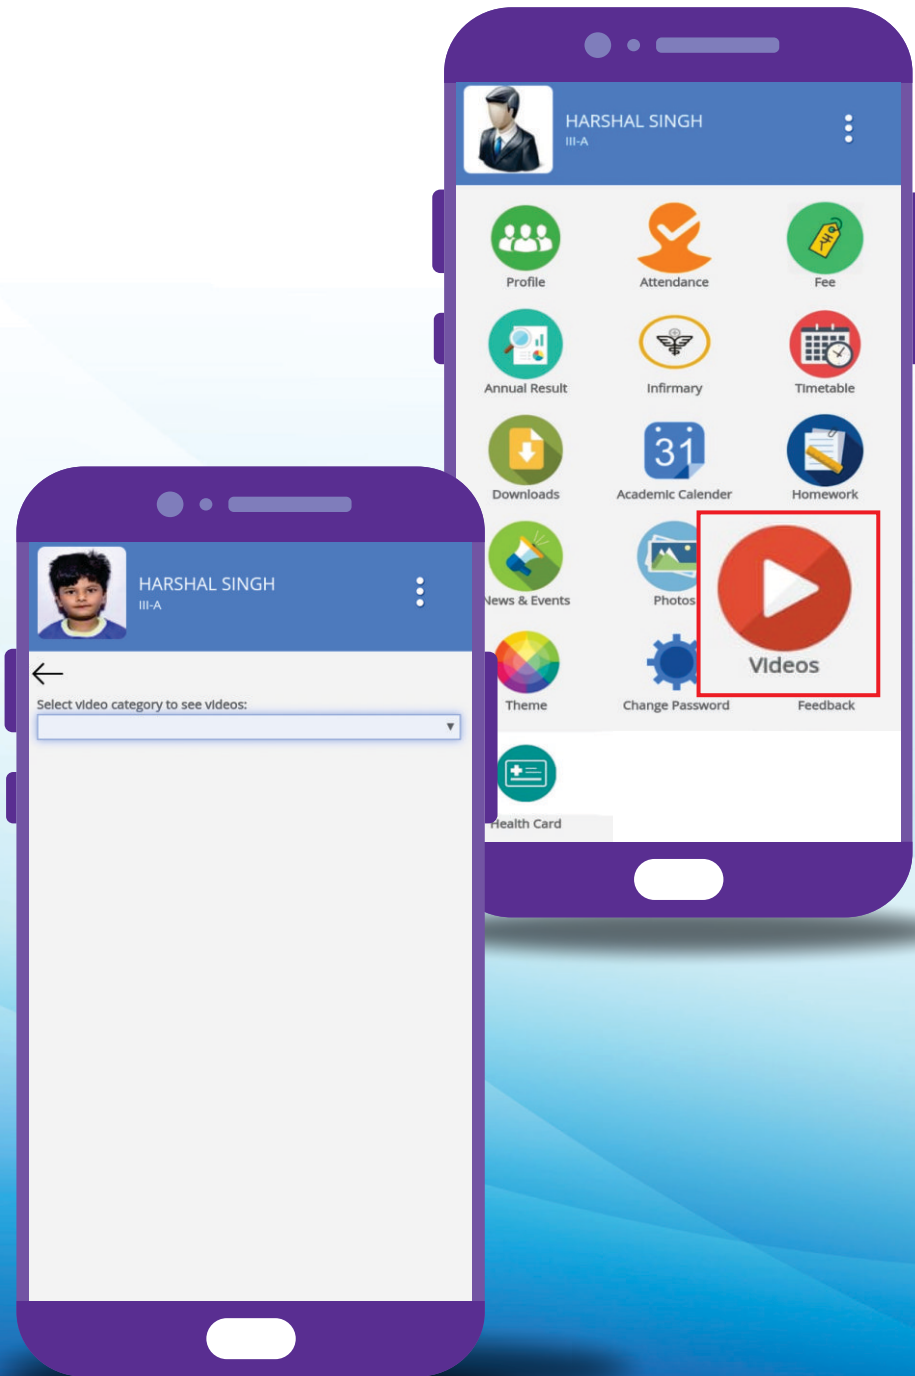 HARSHAL SINGH
III-A
Profile
Attendance
Fee
Annual Result
Infirmary
Timetable
Downloads
31
Academic Calender
Homework
News & Events
Photos
Videos
Theme
Change Password
Feedback
Health Card
HARSHAL SINGH
III-A
Select video category to see videos: